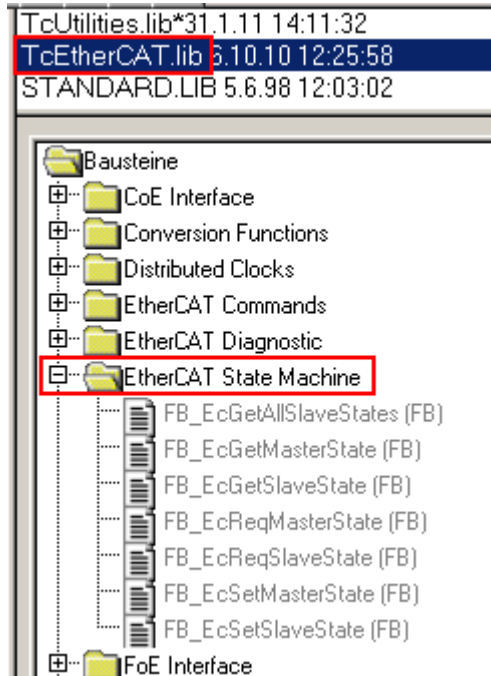 TcUtilities.lib*31.1.11 14:11:32
TcEtherCAT.lib 6.10.10 12:25:58
STANDARD.LIB 5.6.98 12:03:02
Bausteine
CoE Interface
Conversion Functions
Distributed Clocks
EtherCAT Commands
EtherCAT Diagnostic
EtherCAT State Machine
FB_EcGetAllSlaveStates (FB)
FB_EcGetMasterState (FB)
FB_EcGetSlaveState (FB)
FB_EcReqMasterState (FB)
FB_EcReqSlaveState (FB)
FB_EcSetMasterState (FB)
FB_EcSetSlaveState (FB)
FoE Interface